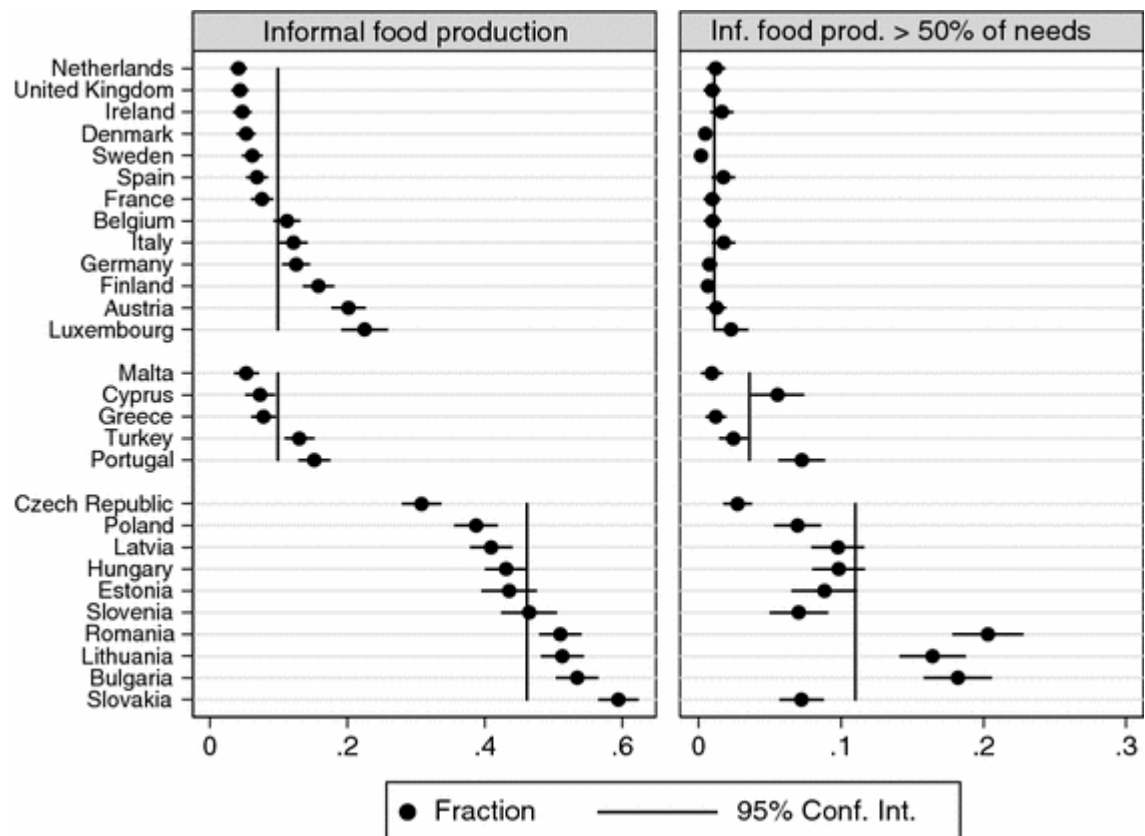 Informal food production
Inf. food prod. > 50% of needs
Netherlands
United Kingdom
Ireland
Denmark
Sweden
Spain
France
Belgium
Italy
Germany
Finland
Austria
Luxembourg
Malta
Cyprus
Greece
Turkey
Portugal
Czech Republic
Poland
Latvia
Hungary
Estonia
Slovenia
Romania
Lithuania
Bulgaria
Slovakia
0 .2 .4 .6
0 .1 .2 .3
Fraction 95% Conf. Int.